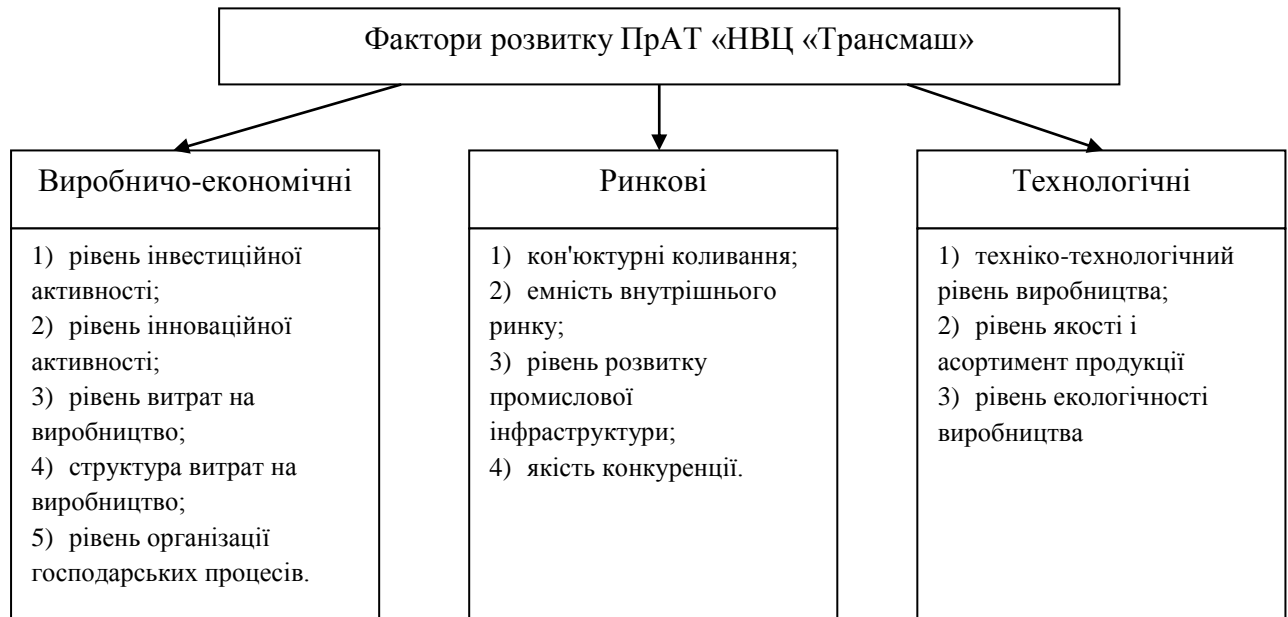 Фактори розвитку ПрАТ «НВЦ «Трансмаш»
Виробничо-економічні
1) рівень інвестиційної
активності;
2) рівень інноваційної
активності;
3) рівень витрат на
виробництво;
4) структура витрат на
виробництво;
5) рівень організації
господарських процесів.
Ринкові
1) кон'юктурні коливання;
2) ємність внутрішнього
ринку;
3) рівень розвитку
промислової
інфраструктури;
4) якість конкуренції.
Технологічні
1) техніко-технологічний
рівень виробництва;
2) рівень якості і
асортимент продукції
3) рівень екологічності
виробництва